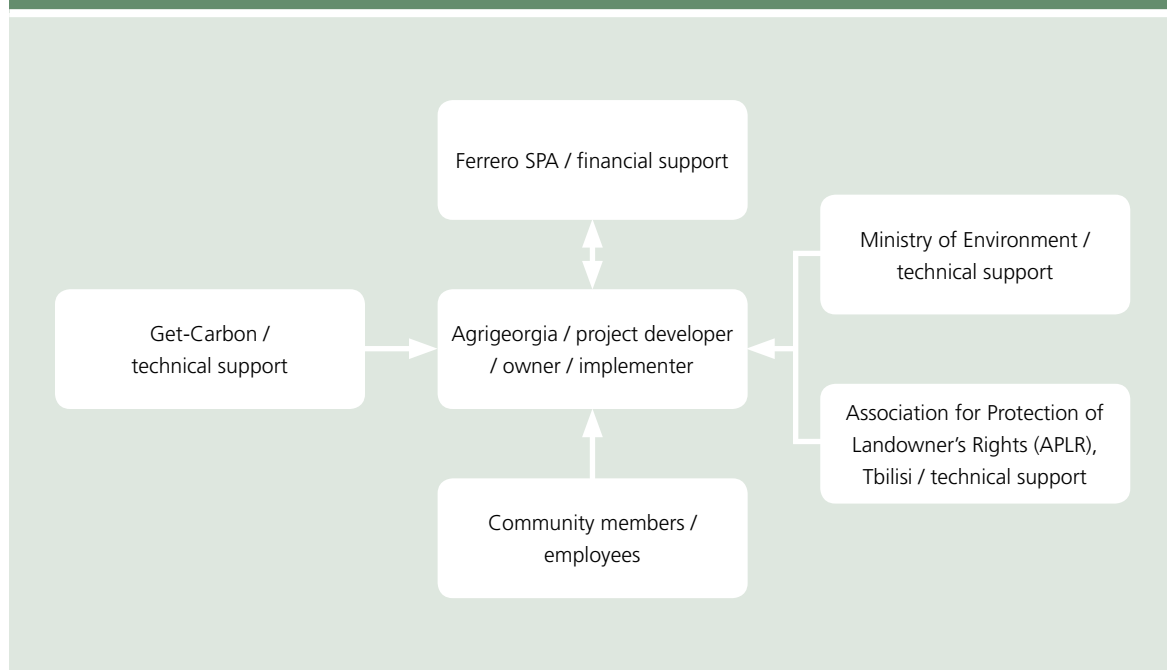 Ferrero SPA / financial support
Ministry of Environment /
technical support
Get-Carbon /
technical support
Agrigeorgia / project developer
/ owner / implementer
Association for Protection of
Landowner’s Rights (APLR),
Tbilisi / technical support
Community members /
employees